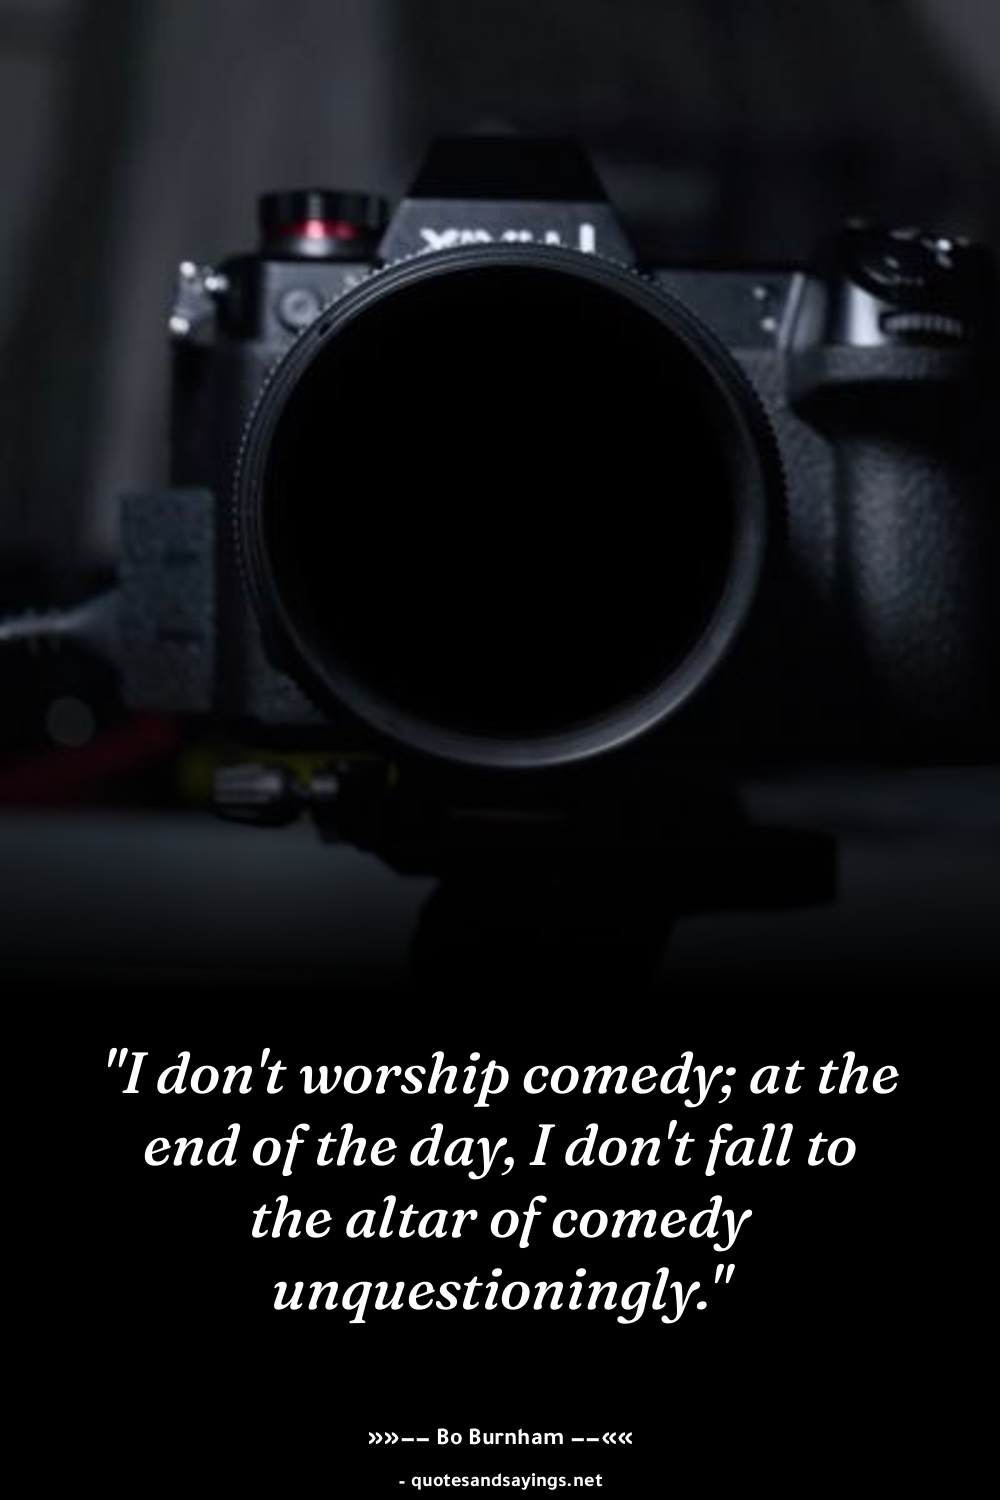 "I don't worship comedy; at the
end of the day, I don't fall to
the altar of comedy
unquestioningly."
»»–– Bo Burnham ––««
- quotesandsayings.net